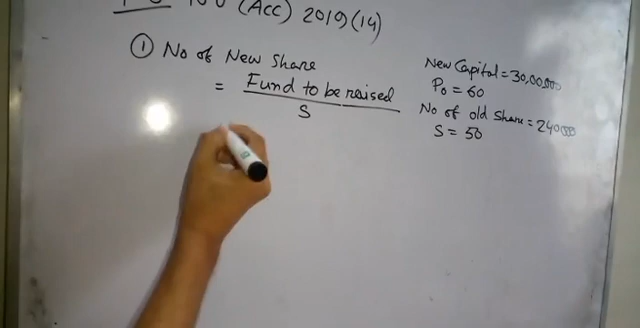 (Acc) 2019 (14)
① No of New Share
= Fund to be reised
S
New Capital = 30,00,000
P₀ = 60
No of old Share = 240000
S = 50